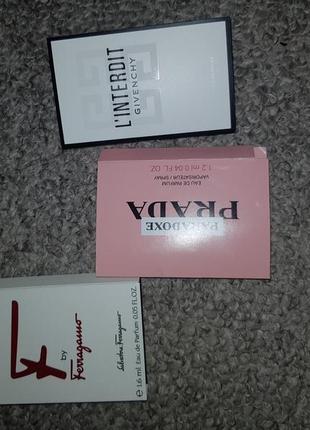 L'INTERDIT
GIVENCHY
PARADOXE
PRADA
EAU DE PARFUM
VAPORISATEUR / SPRAY
1.2 ml 0.04 FL. OZ
F
by
Ferragamo
Salvatore Ferragamo
e 1.6 ml Eau de Parfum 0.05 FL.OZ.